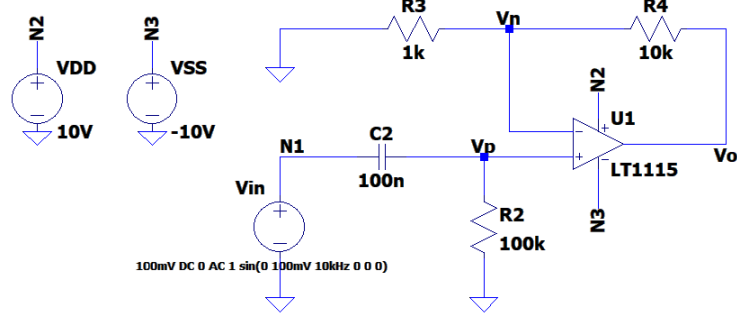 R3
Vn
R4
N2
N3
1k
10k
VDD
VSS
N2
U1
10V
-10V
C2
N1
Vp
Vo
100n
LT1115
Vin
R2
N3
100k
100mV DC 0 AC 1 sin(0 100mV 10kHz 0 0 0)